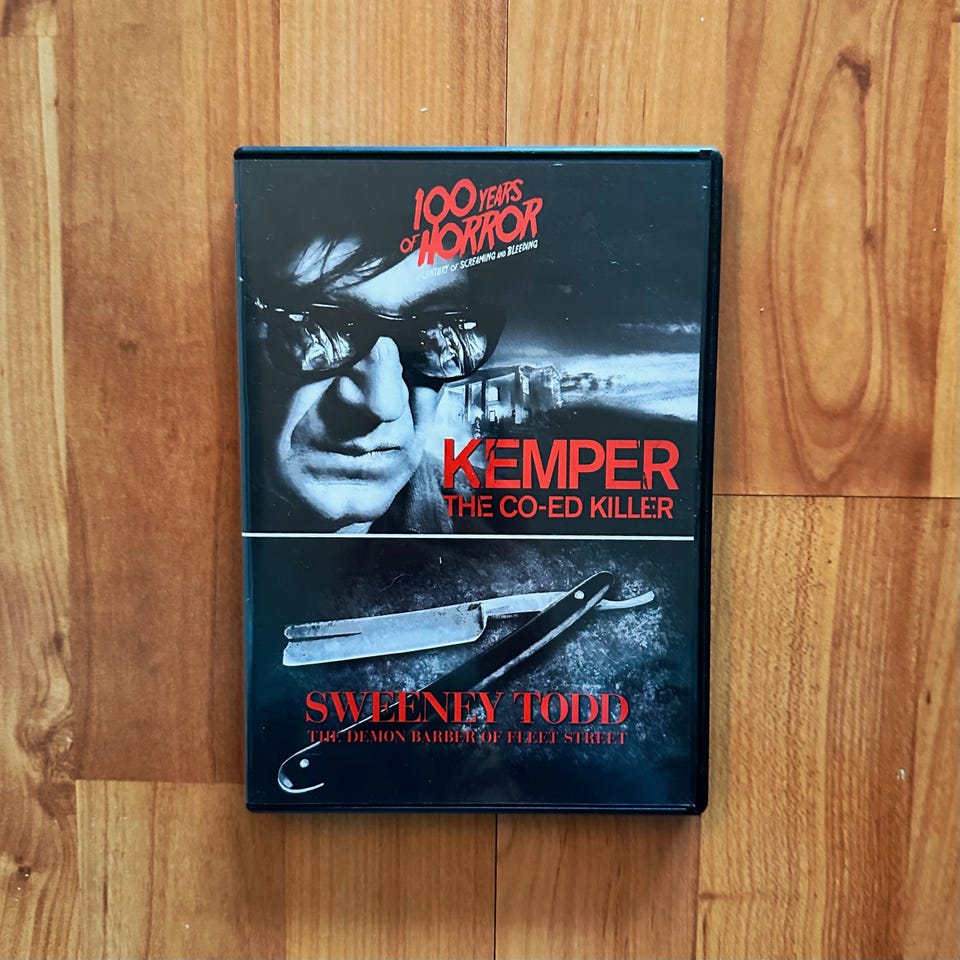 100 YEARS
OF HORROR
A CENTURY OF SCREAMING AND BLEEDING
KEMPER
THE CO-ED KILLER
SWEENEY TODD
THE DEMON BARBER OF FLEET STREET